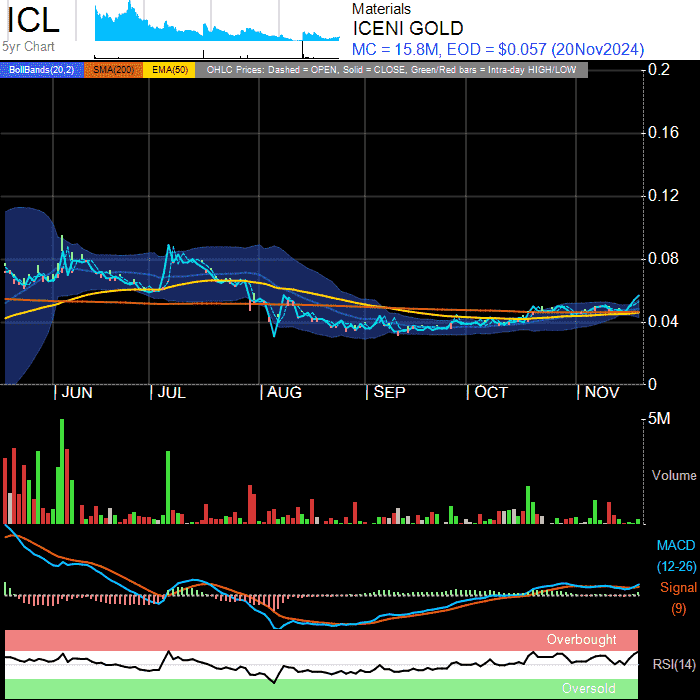 ICL
5yr Chart
Materials
ICENI GOLD
MC = 15.8M, EOD = $0.057 (20Nov2024)
BollBands(20,2) SMA(200) EMA(50) OHLC Prices: Dashed = OPEN, Solid = CLOSE, Green/Red bars = Intra-day HIGH/LOW
0.2
0.16
0.12
0.08
0.04
0
JUN JUL AUG SEP OCT NOV
5M
Volume
MACD
(12-26)
Signal
(9)
Overbought
RSI(14)
Oversold